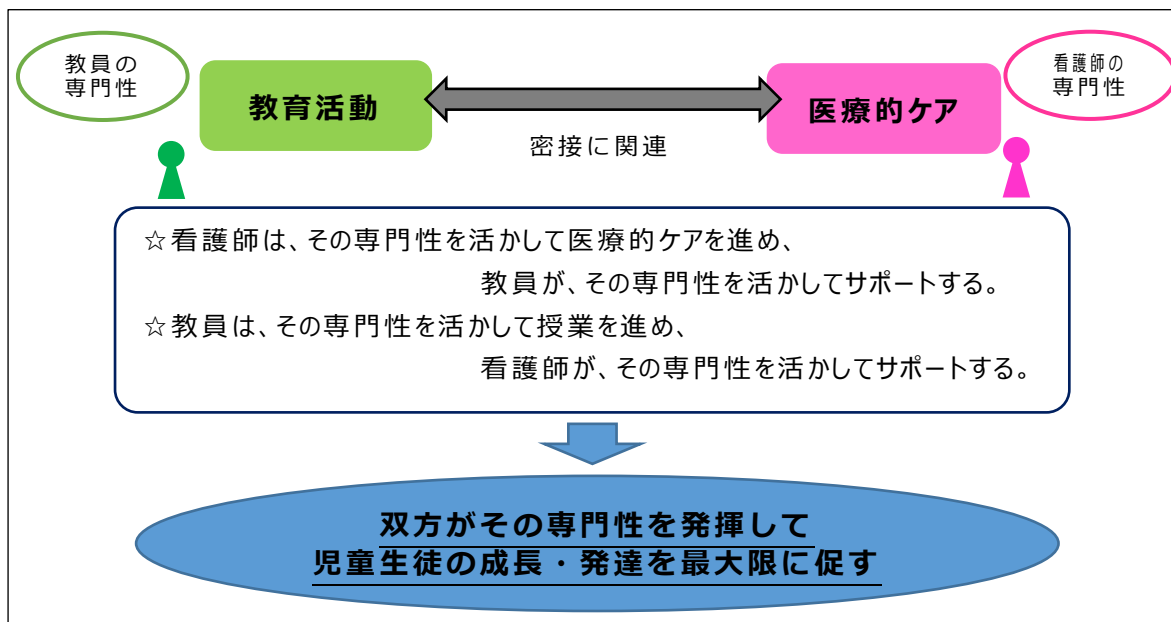 教員の
専門性
教育活動
密接に関連
医療的ケア
看護師の
専門性
☆看護師は、その専門性を活かして医療的ケアを進め、
教員が、その専門性を活かしてサポートする。
☆教員は、その専門性を活かして授業を進め、
看護師が、その専門性を活かしてサポートする。
双方がその専門性を発揮して
児童生徒の成長・発達を最大限に促す